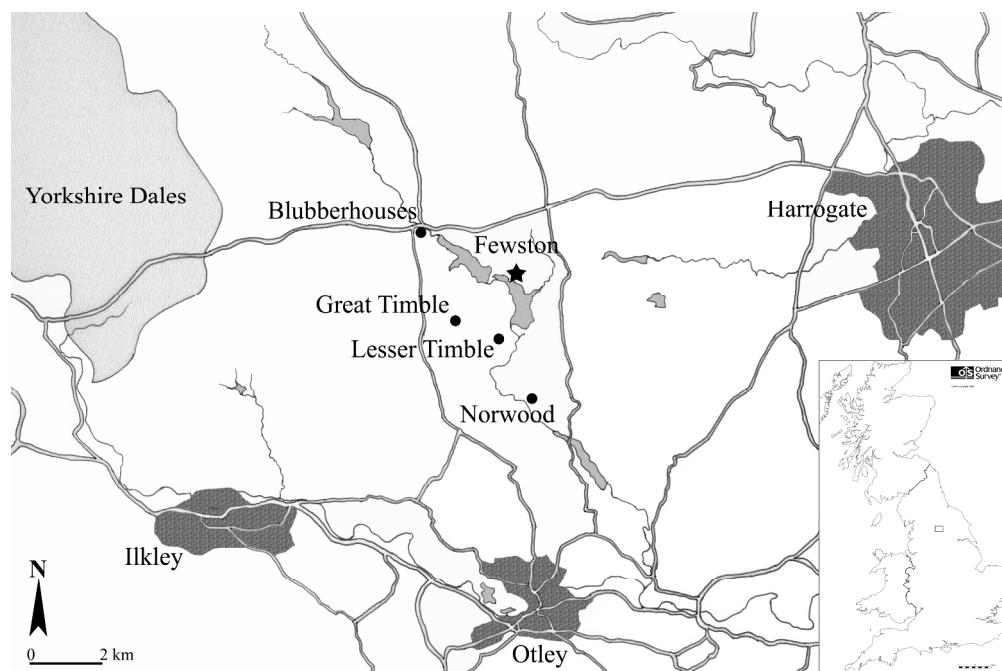 Yorkshire Dales
Blubberhouses
Harrogate
Fewston
Great Timble
Lesser Timble
Norwood
Ordnance
Survey
Ilkley
N
Otley
2 km
0